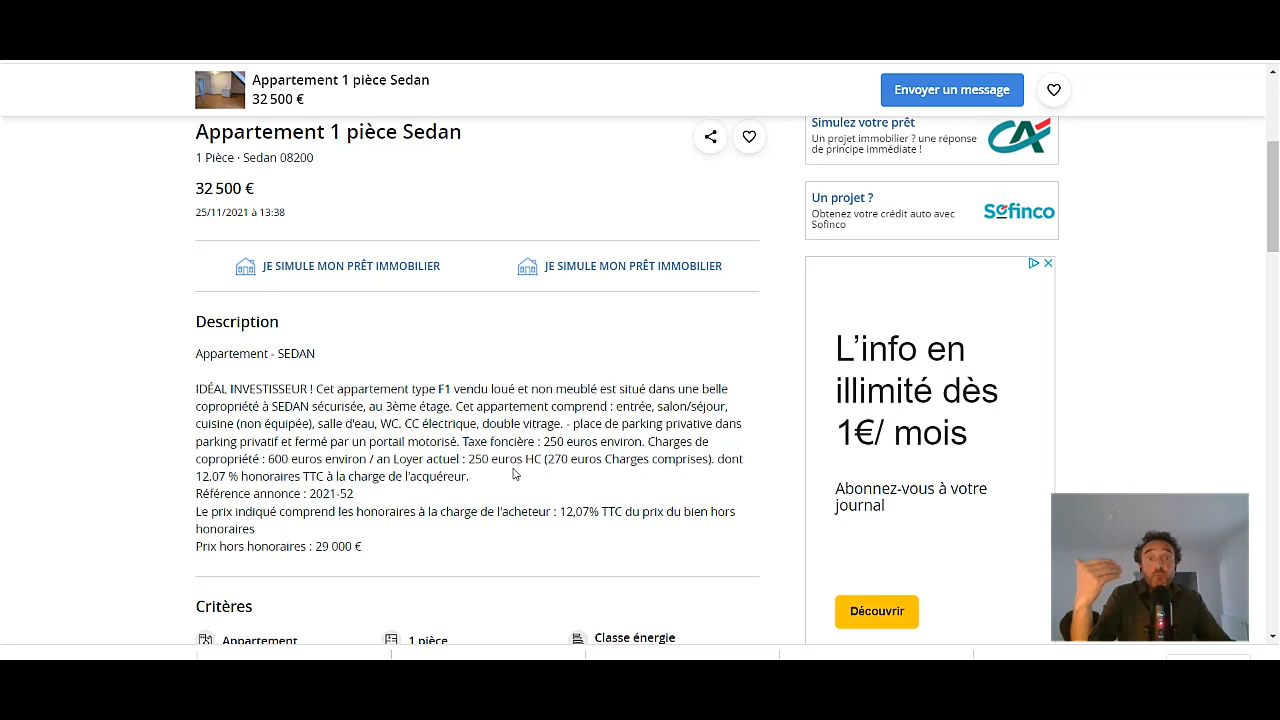 Appartement 1 pièce Sedan
32 500 €
Envoyer un message
Appartement 1 pièce Sedan
1 Pièce · Sedan 08200
32 500 €
25/11/2021 à 13:38
JE SIMULE MON PRÊT IMMOBILIER
JE SIMULE MON PRÊT IMMOBILIER
Description
Appartement - SEDAN
IDÉAL INVESTISSEUR ! Cet appartement type F1 vendu loué et non meublé est situé dans une belle
copropriété à SEDAN sécurisée, au 3ème étage. Cet appartement comprend : entrée, salon/séjour,
cuisine (non équipée), salle d'eau, WC. CC électrique, double vitrage. - place de parking privative dans
parking privatif et fermé par un portail motorisé. Taxe foncière : 250 euros environ. Charges de
copropriété : 600 euros environ / an Loyer actuel : 250 euros HC (270 euros Charges comprises). dont
12.07 % honoraires TTC à la charge de l'acquéreur.
Référence annonce : 2021-52
Le prix indiqué comprend les honoraires à la charge de l'acheteur : 12,07% TTC du prix du bien hors
honoraires
Prix hors honoraires : 29 000 €
Critères
Appartement
1 pièce
Classe énergie
Simulez votre prêt
Un projet immobilier ? une réponse
de principe immédiate !
CA
Un projet ?
Obtenez votre crédit auto avec
Sofinco
Sofinco
L'info en
illimité dès
1€/ mois
Abonnez-vous à votre
journal
Découvrir